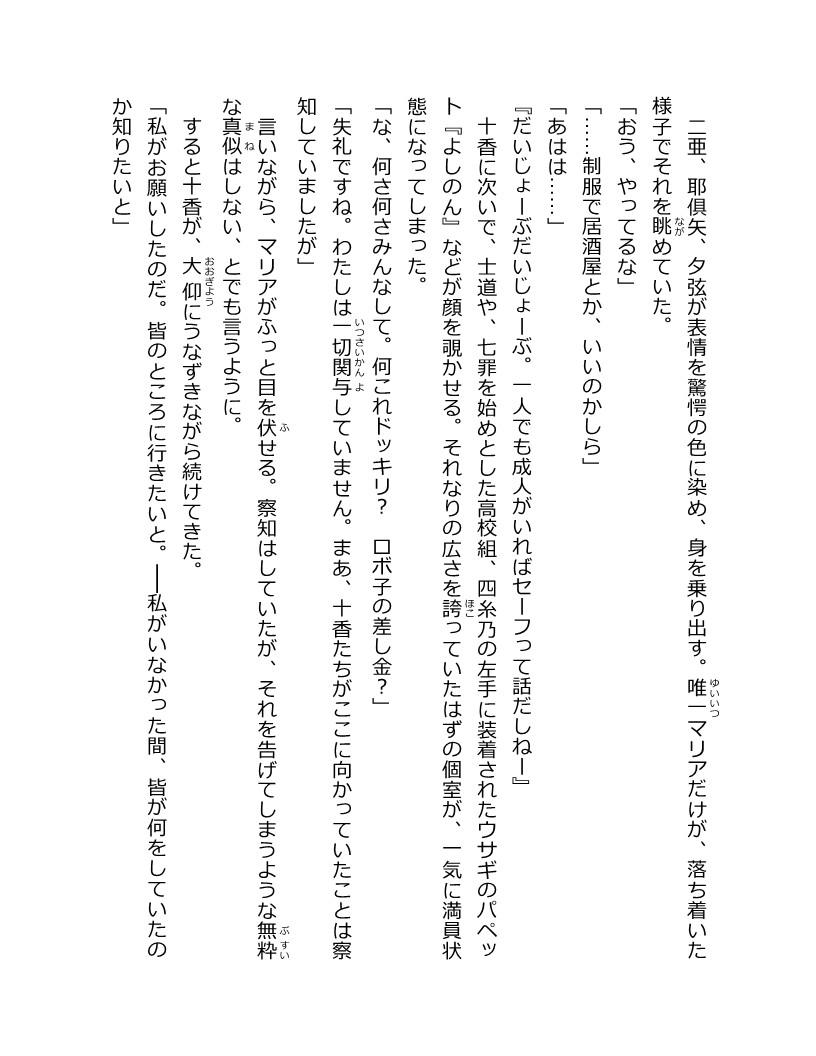 二亜、耶倶矢、夕弦が表情を驚愕の色に染め、身を乗り出す。唯一マリアだけが、落ち着いた
様子でそれを眺めていた。
「おう、やってるな」
「……制服で居酒屋とか、いいのかしら」
「あはは……」
『だいじょーぶだいじょーぶ。一人でも成人がいればセーフって話だしねー』
十香に次いで、士道や、七罪を始めとした高校組、四糸乃の左手に装着されたウサギのパペッ
ト『よしのん』などが顔を覗かせる。それなりの広さを誇っていたはずの個室が、一気に満員状
態になってしまった。
「な、何さ何さみんなして。何これドッキリ？　ロボ子の差し金？」
「失礼ですね。わたしは一切関与していません。まあ、十香たちがここに向かっていたことは察
知していましたが」
言いながら、マリアがふっと目を伏せる。察知はしていたが、それを告げてしまうような無粋
な真似はしない、とでも言うように。
すると十香が、大仰にうなずきながら続けてきた。
「私がお願いしたのだ。皆のところに行きたいと。――私がいなかった間、皆が何をしていたの
か知りたいと」